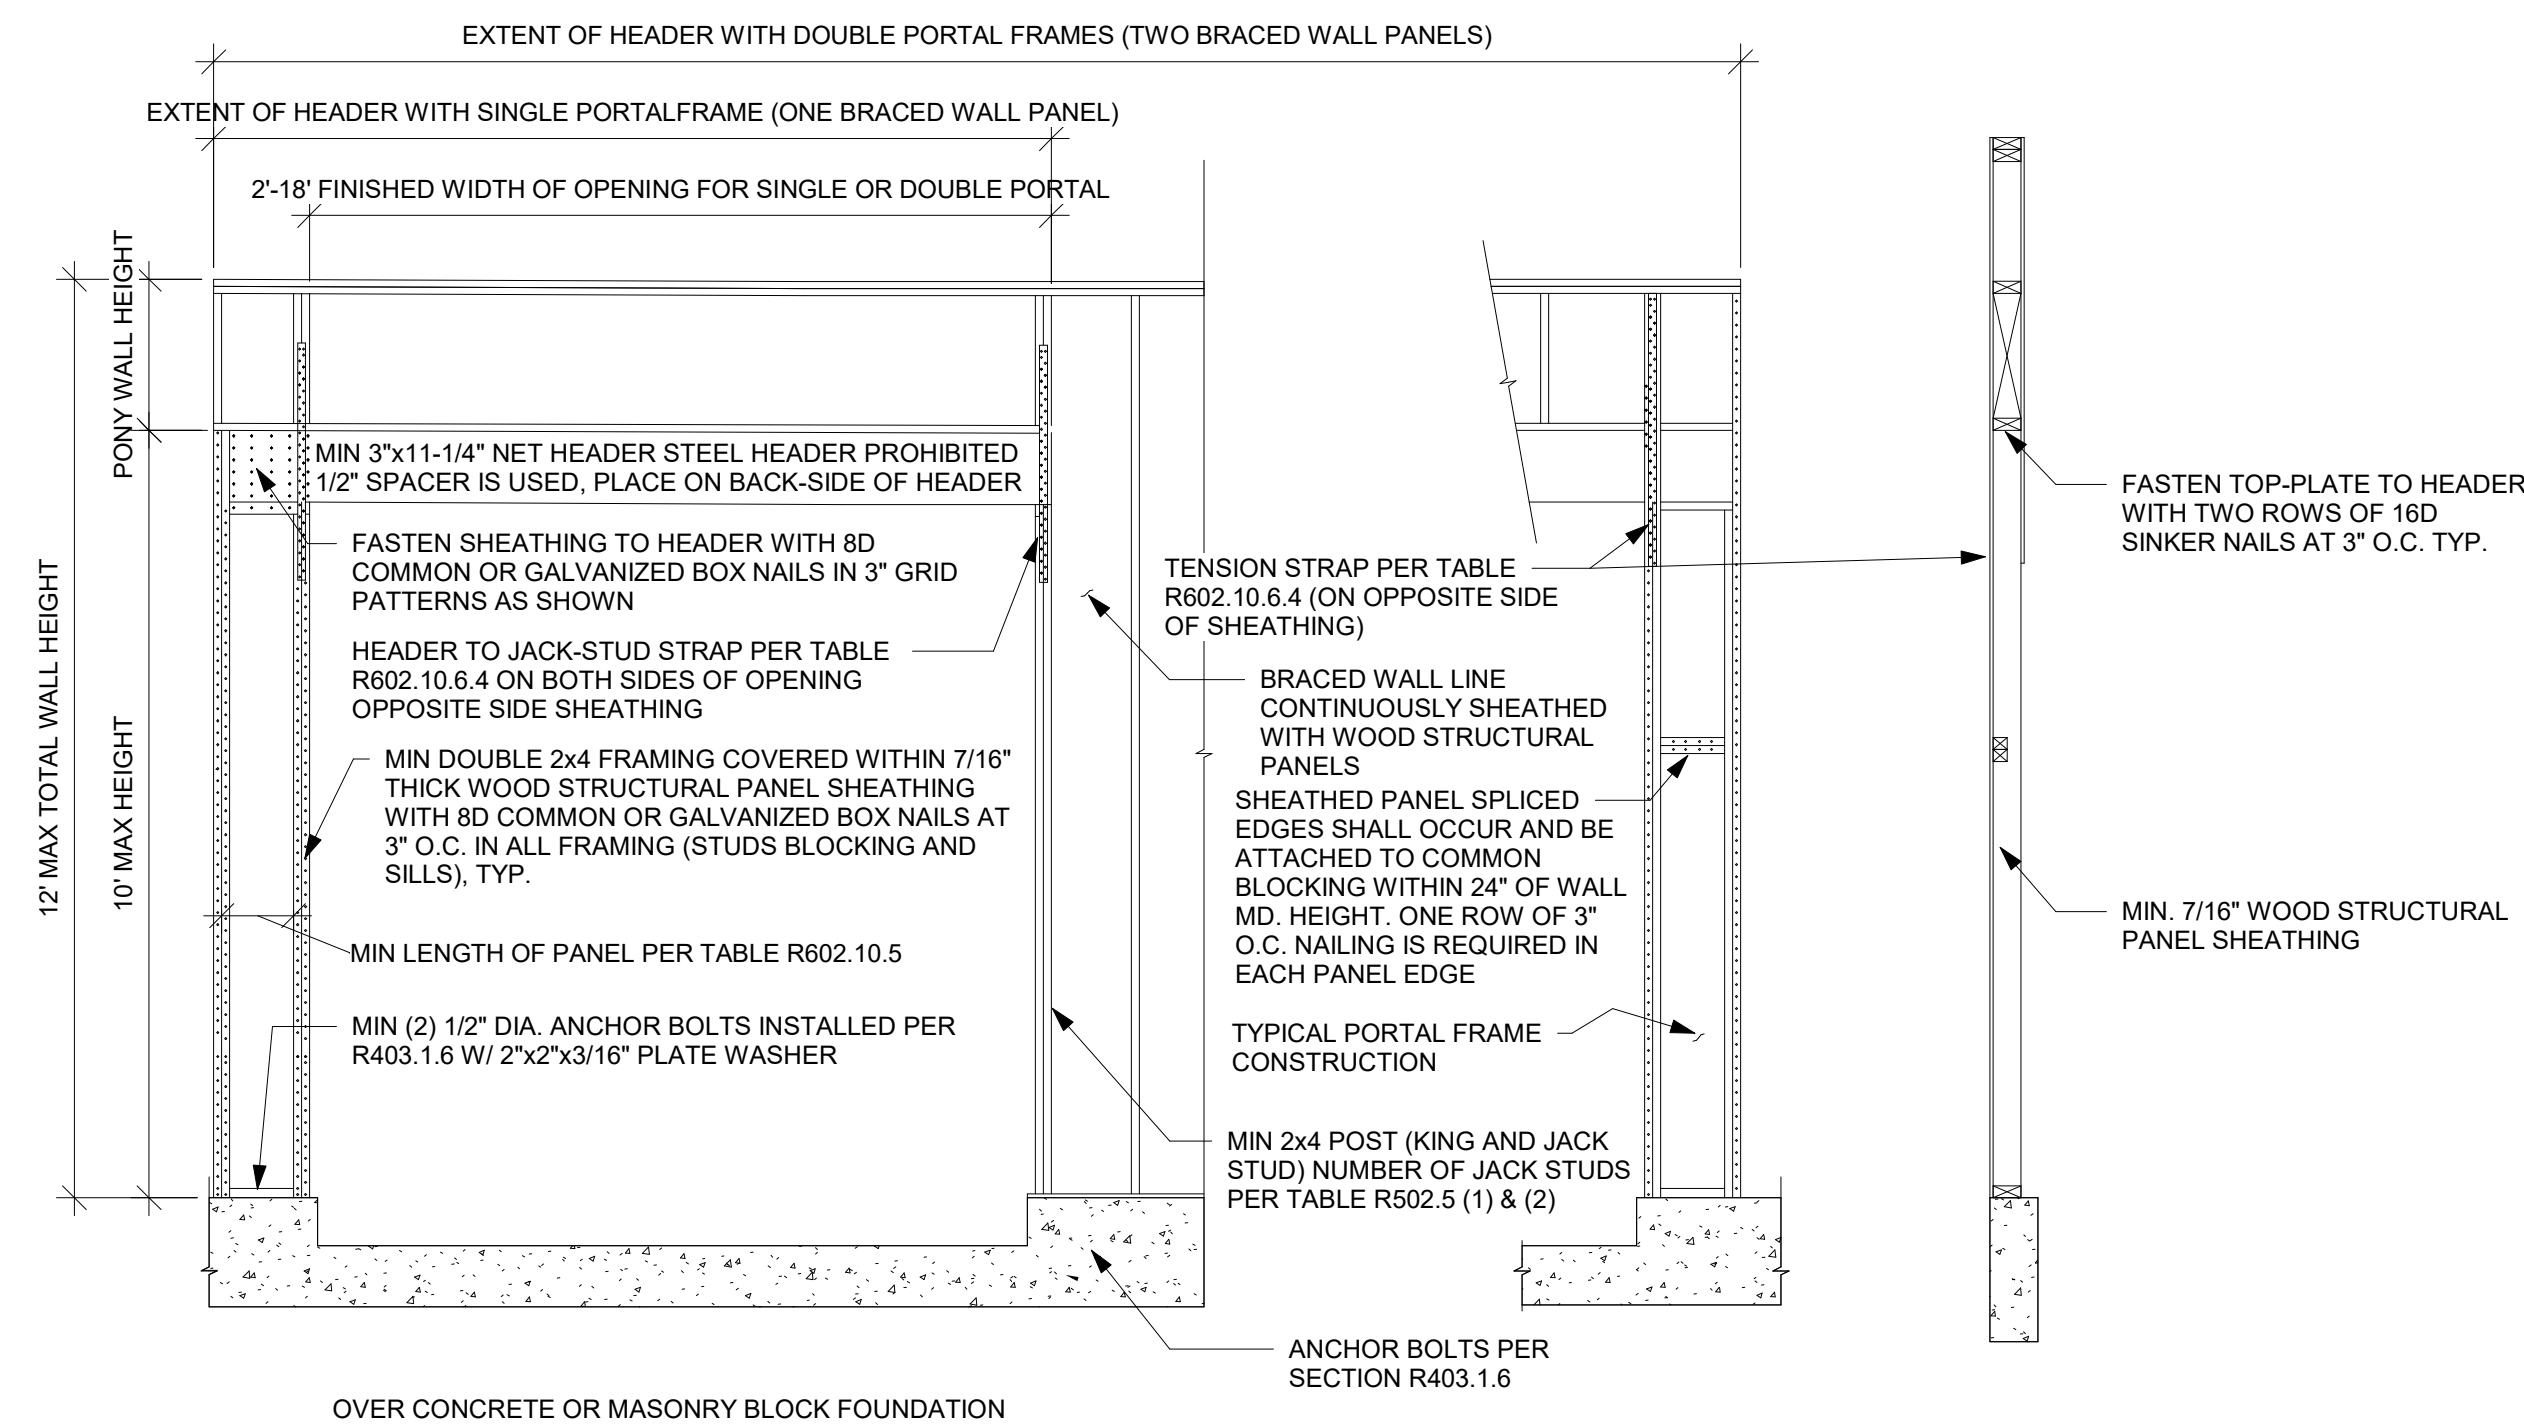 EXTENT OF HEADER WITH DOUBLE PORTAL FRAMES (TWO BRACED WALL PANELS)
EXTENT OF HEADER WITH SINGLE PORTALFRAME (ONE BRACED WALL PANEL)
2'-18' FINISHED WIDTH OF OPENING FOR SINGLE OR DOUBLE PORTAL
PONY WALL HEIGHT
12' MAX TOTAL WALL HEIGHT
10' MAX HEIGHT
MIN 3"x11-1/4" NET HEADER STEEL HEADER PROHIBITED
1/2" SPACER IS USED, PLACE ON BACK-SIDE OF HEADER
FASTEN SHEATHING TO HEADER WITH 8D
COMMON OR GALVANIZED BOX NAILS IN 3" GRID
PATTERNS AS SHOWN
HEADER TO JACK-STUD STRAP PER TABLE
R602.10.6.4 ON BOTH SIDES OF OPENING
OPPOSITE SIDE SHEATHING
MIN DOUBLE 2x4 FRAMING COVERED WITHIN 7/16"
THICK WOOD STRUCTURAL PANEL SHEATHING
WITH 8D COMMON OR GALVANIZED BOX NAILS AT
3" O.C. IN ALL FRAMING (STUDS BLOCKING AND
SILLS), TYP.
MIN LENGTH OF PANEL PER TABLE R602.10.5
MIN (2) 1/2" DIA. ANCHOR BOLTS INSTALLED PER
R403.1.6 W/ 2"x2"x3/16" PLATE WASHER
TENSION STRAP PER TABLE
R602.10.6.4 (ON OPPOSITE SIDE
OF SHEATHING)
BRACED WALL LINE
CONTINUOUSLY SHEATHED
WITH WOOD STRUCTURAL
PANELS
SHEATHED PANEL SPLICED
EDGES SHALL OCCUR AND BE
ATTACHED TO COMMON
BLOCKING WITHIN 24" OF WALL
MD. HEIGHT. ONE ROW OF 3"
O.C. NAILING IS REQUIRED IN
EACH PANEL EDGE
TYPICAL PORTAL FRAME
CONSTRUCTION
MIN 2x4 POST (KING AND JACK
STUD) NUMBER OF JACK STUDS
PER TABLE R502.5 (1) & (2)
ANCHOR BOLTS PER
SECTION R403.1.6
FASTEN TOP-PLATE TO HEADER
WITH TWO ROWS OF 16D
SINKER NAILS AT 3" O.C. TYP.
MIN. 7/16" WOOD STRUCTURAL
PANEL SHEATHING
OVER CONCRETE OR MASONRY BLOCK FOUNDATION